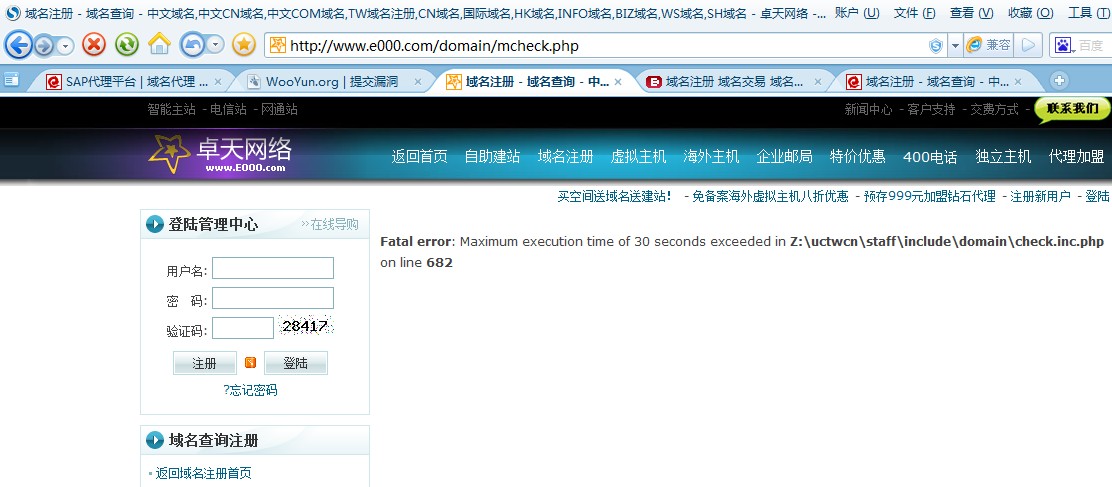 域名注册 - 域名查询 - 中文域名,中文CN域名,中文COM域名,TW域名注册,CN域名,国际域名,HK域名,INFO域名,BIZ域名,WS域名,SH域名 - 卓天网络 -... 账户 (U) 文件 (F) 查看 (V) 收藏 (O) 工具 (T)
http://www.e000.com/domain/mcheck.php 兼容 百度
SAP代理平台 | 域名代理 ... WooYun.org | 提交漏洞 域名注册 - 域名查询 - 中... 域名注册 域名交易 域名... 域名注册 - 域名查询 - 中...
智能主站 - 电信站 - 网通站 新闻中心 - 客户支持 - 交费方式 - 联系我们
卓天网络
www.E000.com
返回首页 自助建站 域名注册 虚拟主机 海外主机 企业邮局 特价优惠 400电话 独立主机 代理加盟
买空间送域名送建站! - 免备案海外虚拟主机八折优惠 - 预存999元加盟钻石代理 - 注册新用户 - 登陆
登陆管理中心 >>在线导购
用户名:
密 码:
验证码: 28417
注册 登陆
?忘记密码
域名查询注册
返回域名注册首页
Fatal error: Maximum execution time of 30 seconds exceeded in Z:\uctwcn\staff\include\domain\check.inc.php
on line 682